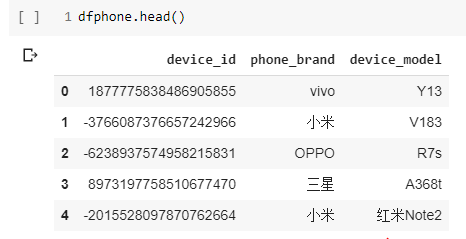 [ ] 1 dfphone.head()
device_id phone_brand device_model
0 1877775838486905855 vivo Y13
1 -3766087376657242966 小米 V183
2 -6238937574958215831 OPPO R7s
3 8973197758510677470 三星 A368t
4 -2015528097870762664 小米 红米Note2